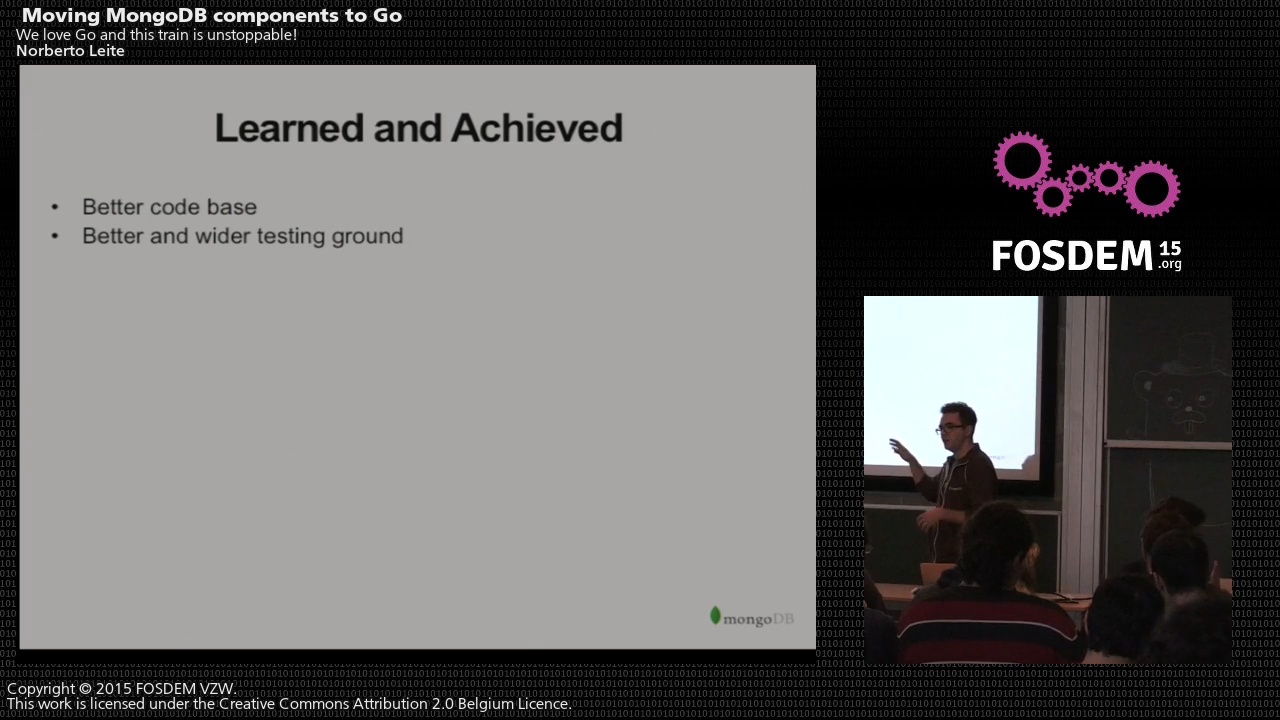 Moving MongoDB components to Go
We love Go and this train is unstoppable!
Norberto Leite
Learned and Achieved
• Better code base
• Better and wider testing ground
mongoDB
FOSDEM 15
.org
Copyright © 2015 FOSDEM VZW.
This work is licensed under the Creative Commons Attribution 2.0 Belgium Licence.